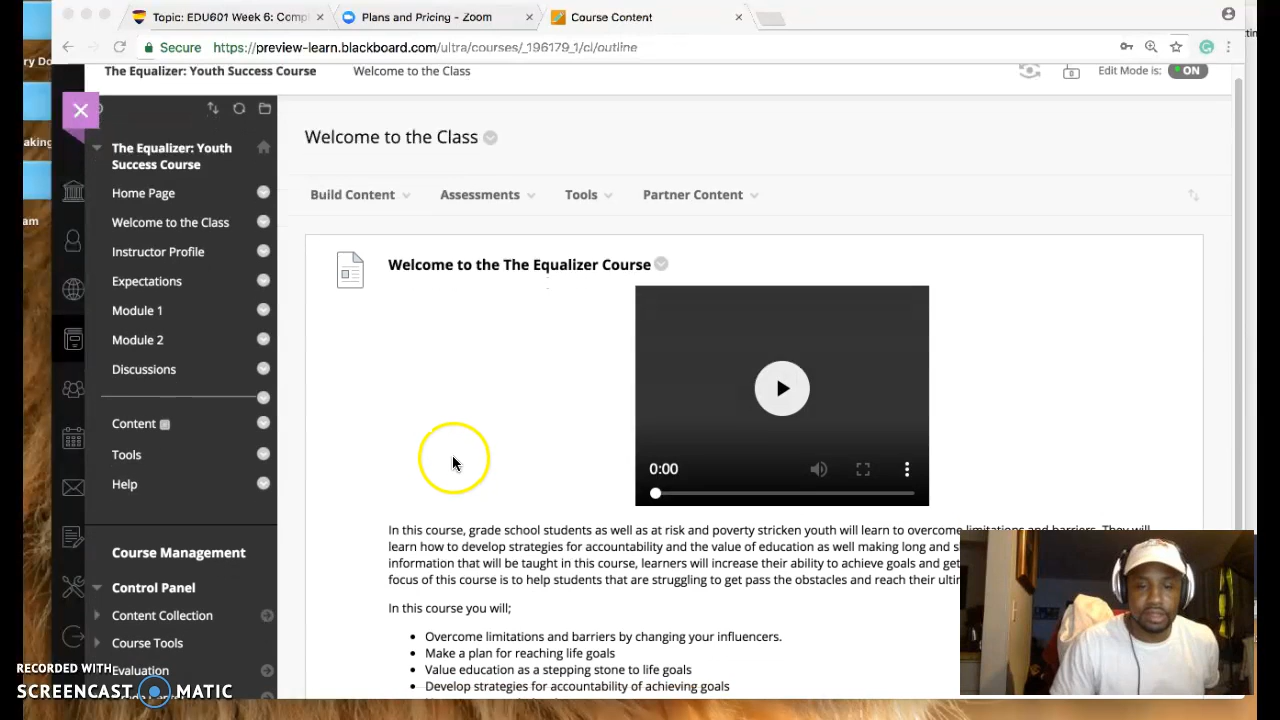 Topic: EDU601 Week 6: Compl
Plans and Pricing - Zoom
Course Content
Secure
https://preview-learn.blackboard.com/ultra/courses/_196179_1/cl/outline
The Equalizer: Youth Success Course
Welcome to the Class
Edit Mode is:
ON
ry Do
aking
am
The Equalizer: Youth
Success Course
Home Page
Welcome to the Class
Instructor Profile
Expectations
Module 1
Module 2
Discussions
Content
Tools
Help
Course Management
Control Panel
Content Collection
Course Tools
Evaluation
Welcome to the Class
Build Content
Assessments
Tools
Partner Content
Welcome to the The Equalizer Course
0:00
In this course, grade school students as well as at risk and poverty stricken youth will learn to overcome limitations and barriers. They will
learn how to develop strategies for accountability and the value of education as well making long and s
information that will be taught in this course, learners will increase their ability to achieve goals and get
focus of this course is to help students that are struggling to get pass the obstacles and reach their ulti
In this course you will;
• Overcome limitations and barriers by changing your influencers.
• Make a plan for reaching life goals
• Value education as a stepping stone to life goals
• Develop strategies for accountability of achieving goals
RECORDED WITH
SCREENCAST MATIC